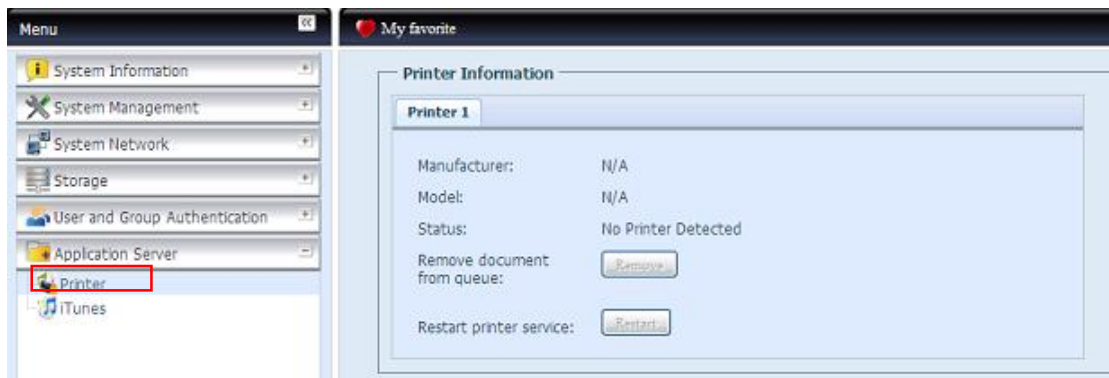 Menu
My favorite
System Information
System Management
System Network
Storage
User and Group Authentication
Application Server
Printer
iTunes
Printer Information
Printer 1
Manufacturer: N/A
Model: N/A
Status: No Printer Detected
Remove document
from queue:
Remove
Restart printer service:
Restart